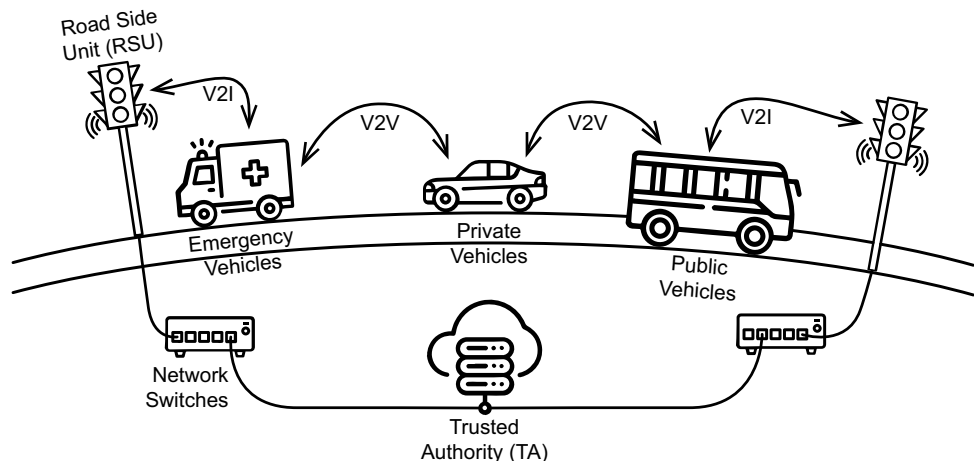 Road Side
Unit (RSU)
V2I
V2V
V2V
V2I
Emergency
Vehicles
Private
Vehicles
Public
Vehicles
Network
Switches
Trusted
Authority (TA)